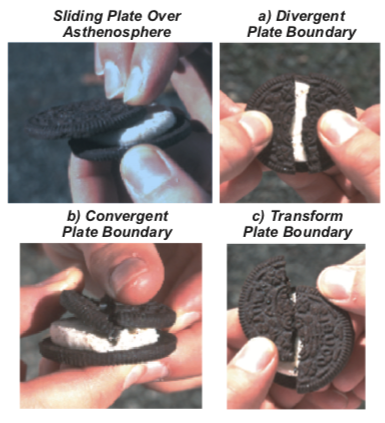 Sliding Plate Over
Asthenosphere
a) Divergent
Plate Boundary
b) Convergent
Plate Boundary
c) Transform
Plate Boundary